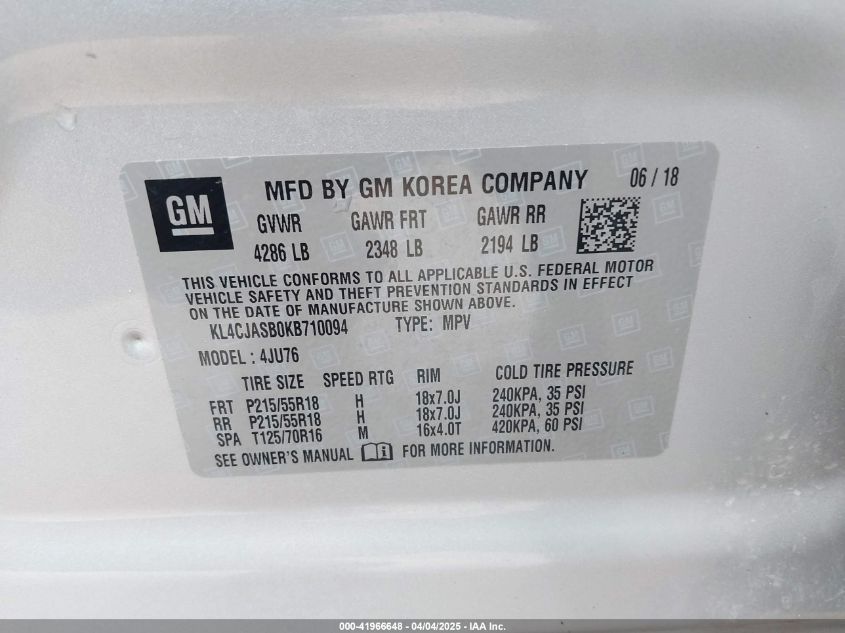 GM
MFD BY GM KOREA COMPANY 06 / 18
GVWR GAWR FRT GAWR RR
4286 LB 2348 LB 2194 LB
THIS VEHICLE CONFORMS TO ALL APPLICABLE U.S. FEDERAL MOTOR
VEHICLE SAFETY AND THEFT PREVENTION STANDARDS IN EFFECT
ON THE DATE OF MANUFACTURE SHOWN ABOVE.
KL4CJASB0KB710094 TYPE: MPV
MODEL : 4JU76
TIRE SIZE SPEED RTG RIM COLD TIRE PRESSURE
FRT P215/55R18 H 18x7.0J 240KPA, 35 PSI
RR P215/55R18 H 18x7.0J 240KPA, 35 PSI
SPA T125/70R16 M 16x4.0T 420KPA, 60 PSI
SEE OWNER'S MANUAL i FOR MORE INFORMATION.
000-41966648 - 04/04/2025 - IAA Inc.